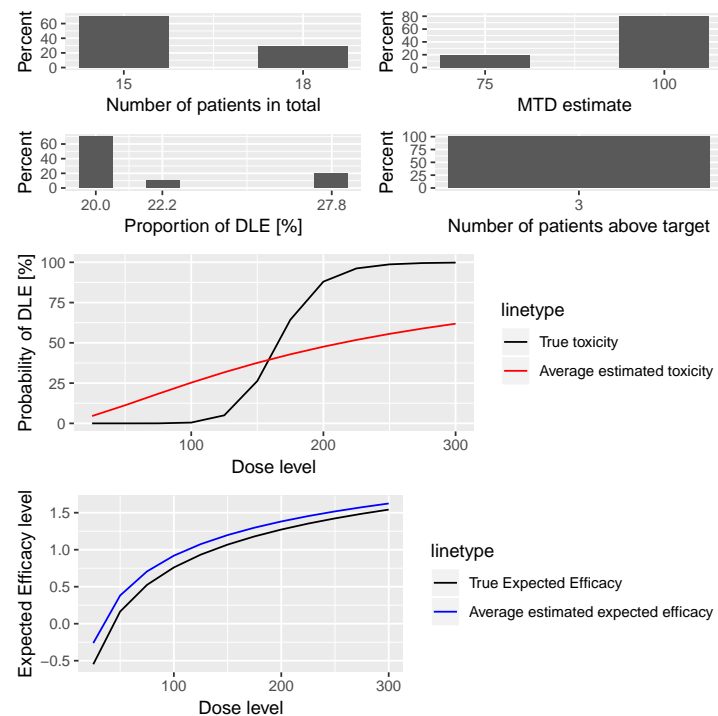 Percent
60
40
20
0
15
18
Number of patients in total
Percent
80
60
40
20
0
75
100
MTD estimate
Percent
60
40
20
0
20.0
22.2
27.8
Proportion of DLE [%]
Percent
100
75
50
25
0
3
Number of patients above target
Probability of DLE [%]
100
75
50
25
0
100
200
300
Dose level
linetype
True toxicity
Average estimated toxicity
Expected Efficacy level
1.5
1.0
0.5
0.0
−0.5
100
200
300
Dose level
linetype
True Expected Efficacy
Average estimated expected efficacy